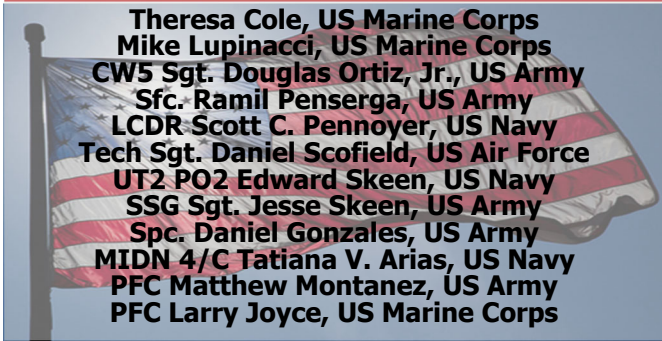 Theresa Cole, US Marine Corps
Mike Lupinacci, US Marine Corps
CW5 Sgt. Douglas Ortiz, Jr., US Army
Sfc. Ramil Penserga, US Army
LCDR Scott C. Pennoyer, US Navy
Tech Sgt. Daniel Scofield, US Air Force
UT2 PO2 Edward Skeen, US Navy
SSG Sgt. Jesse Skeen, US Army
Spc. Daniel Gonzales, US Army
MIDN 4/C Tatiana V. Arias, US Navy
PFC Matthew Montanez, US Army
PFC Larry Joyce, US Marine Corps